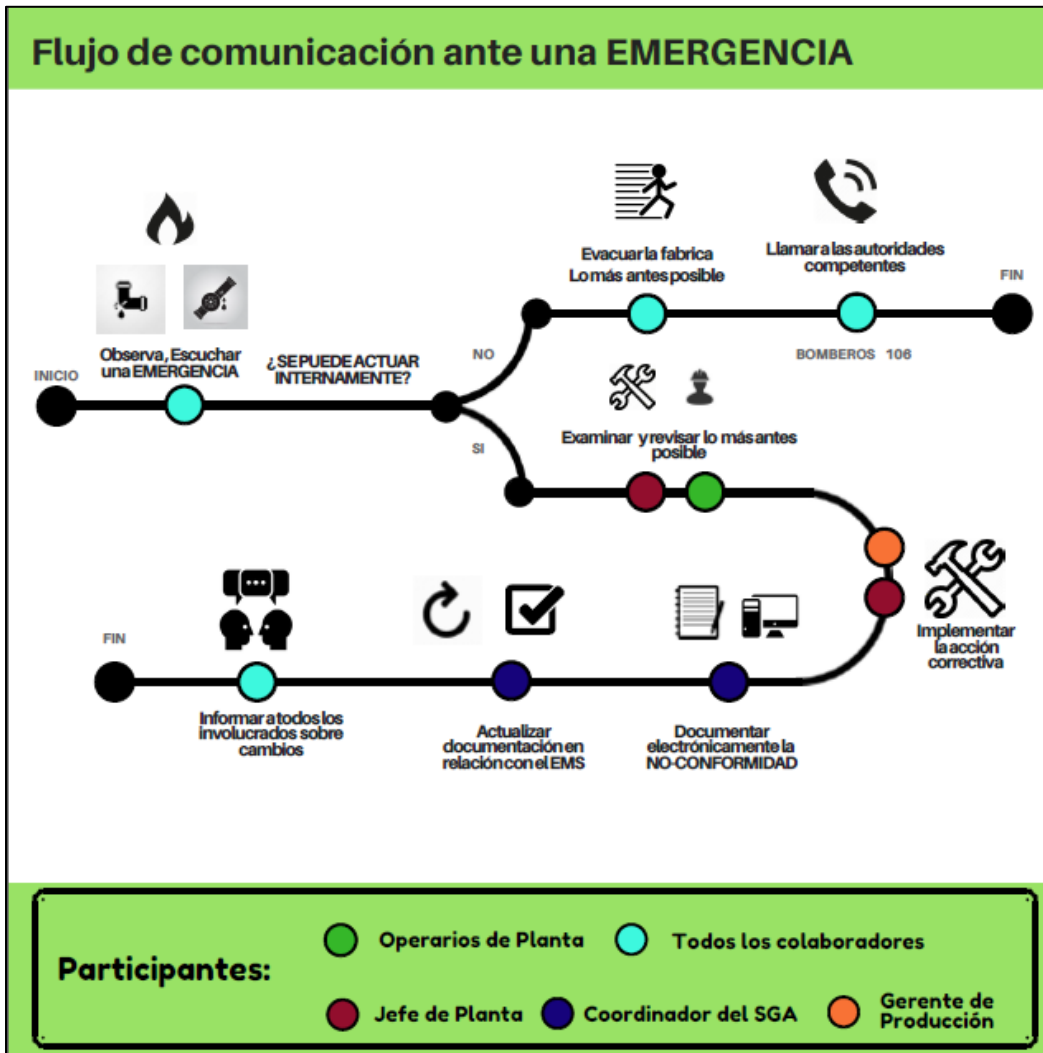 Flujo de comunicación ante una EMERGENCIA
Evacuar la fabrica
Lo más antes posible
Llamar a las autoridades
competentes
FIN
INICIO
Observa, Escuchar
una EMERGENCIA
¿SE PUEDE ACTUAR
INTERNAMENTE?
NO
BOMBEROS 106
SI
Examinar y revisar lo más antes
posible
Implementar
la acción
correctiva
FIN
Informar a todos los
involucrados sobre
cambios
Actualizar
documentación en
relación con el EMS
Documentar
electrónicamente la
NO-CONFORMIDAD
Participantes:
Operarios de Planta
Todos los colaboradores
Jefe de Planta
Coordinador del SGA
Gerente de
Producción